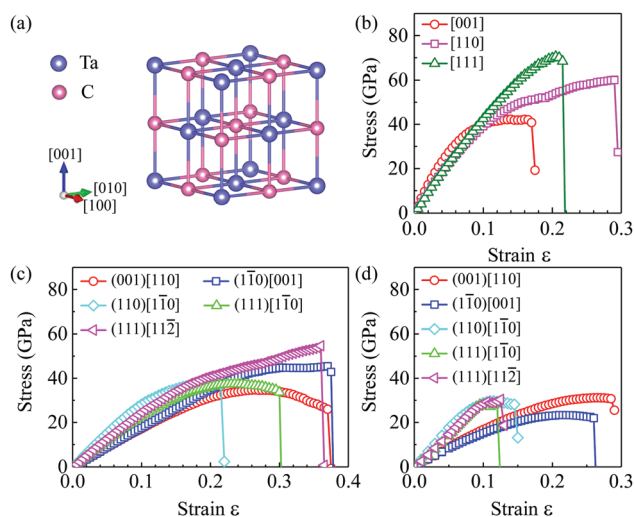 (a)
Ta
C
[001]
[010]
[100]
(b)
[001]
[110]
[111]
Stress (GPa)
80
60
40
20
0
0.0 0.1 0.2 0.3
Strain ε
(c)
(001)[110]
(11̅0)[001]
(110)[11̅0]
(111)[11̅0]
(111)[112̅]
Stress (GPa)
80
60
40
20
0
0.0 0.1 0.2 0.3 0.4
Strain ε
(d)
(001)[110]
(11̅0)[001]
(110)[11̅0]
(111)[11̅0]
(111)[112̅]
Stress (GPa)
80
60
40
20
0
0.0 0.1 0.2 0.3
Strain ε